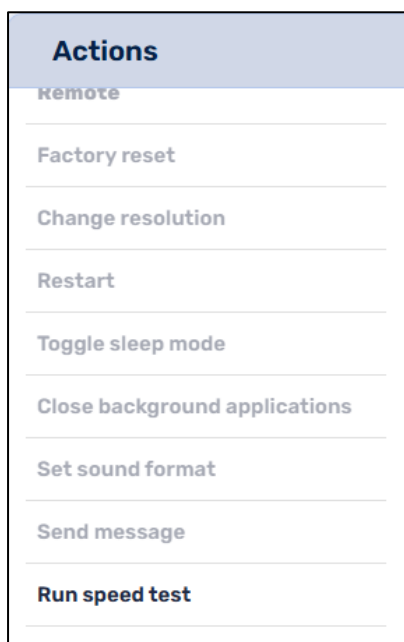 Actions
Remote
Factory reset
Change resolution
Restart
Toggle sleep mode
Close background applications
Set sound format
Send message
Run speed test